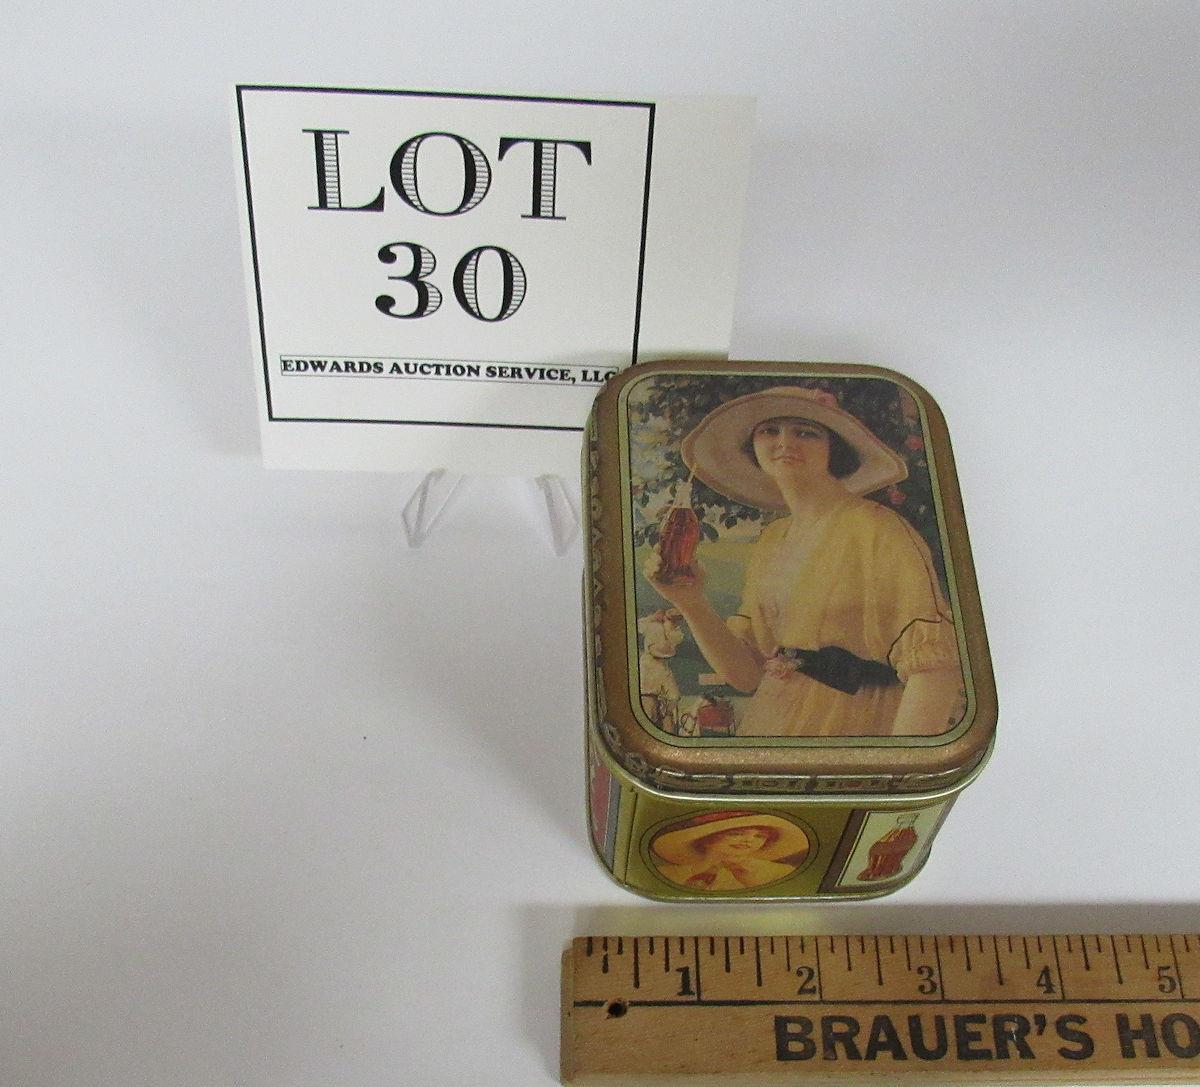 LOT
30
EDWARDS AUCTION SERVICE, LLC
1 2 3 4 5
BRAUER'S HO